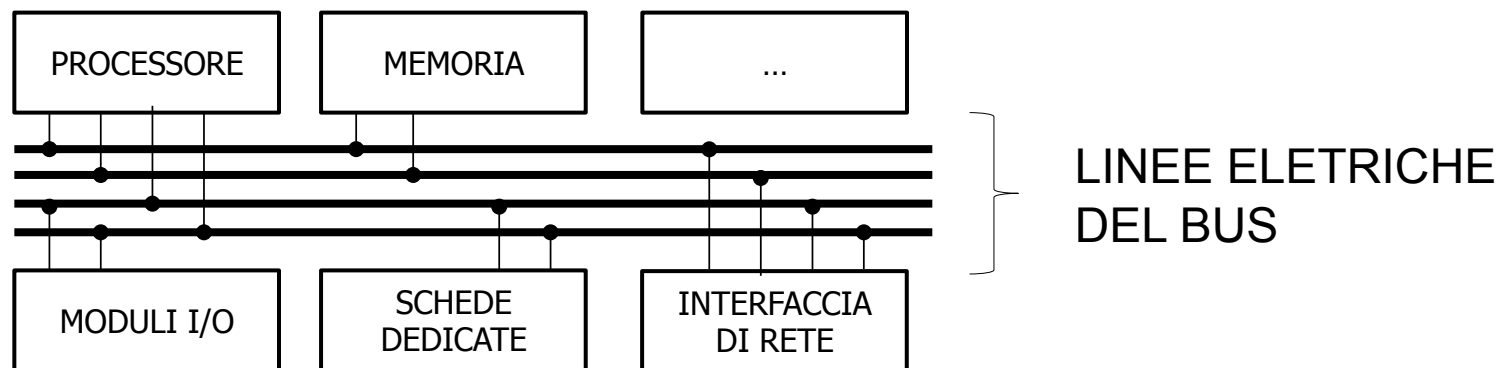 PROCESSORE
MEMORIA
...
LINEE ELETRICHE
DEL BUS
MODULI I/O
SCHEDE
DEDICATE
INTERFACCIA
DI RETE